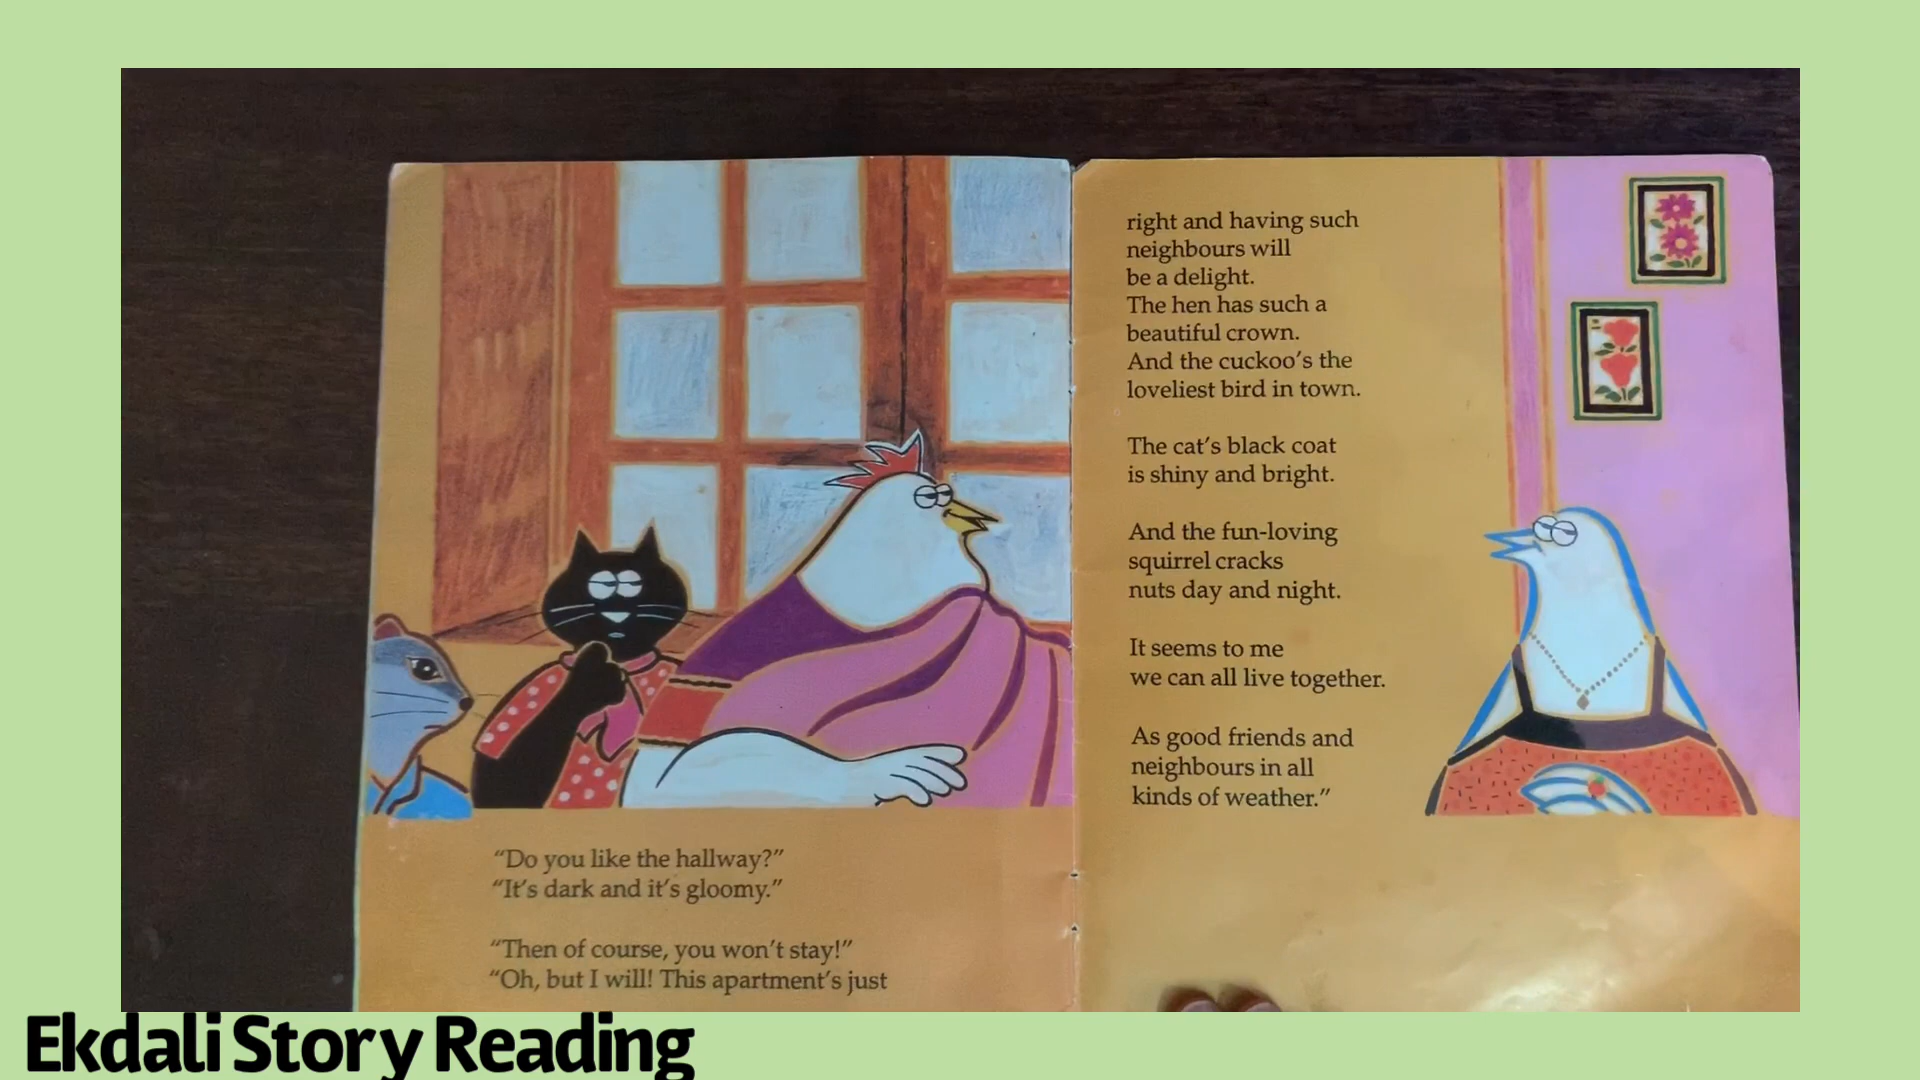 "Do you like the hallway?"
"It's dark and it's gloomy."
"Then of course, you won't stay!"
"Oh, but I will! This apartment's just
right and having such
neighbours will
be a delight.
The hen has such a
beautiful crown.
And the cuckoo's the
loveliest bird in town.
The cat's black coat
is shiny and bright.
And the fun-loving
squirrel cracks
nuts day and night.
It seems to me
we can all live together.
As good friends and
neighbours in all
kinds of weather."
Ekdali Story Reading